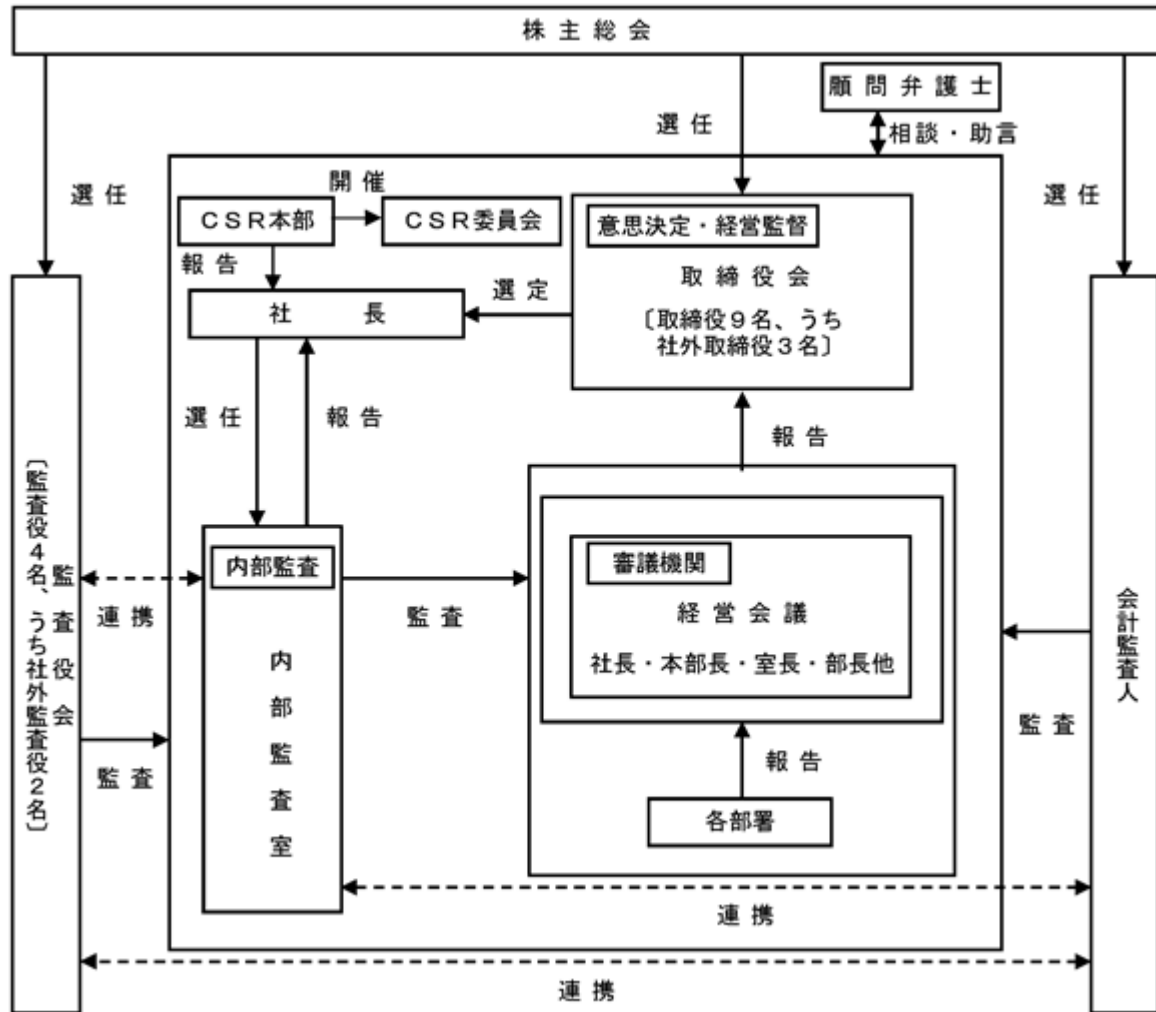 株主総会
顧問弁護士
選任
相談・助言
選任
選任
開催
CSR本部
CSR委員会
意思決定・経営監督
取締役会
〔取締役9名、うち
社外取締役3名〕
報告
選定
社長
選任
報告
報告
監査役会
〔監査役4名、うち社外監査役2名〕
内部監査
内部監査室
連携
監査
審議機関
経営会議
社長・本部長・室長・部長他
会計監査人
監査
監査
報告
各部署
連携
連携